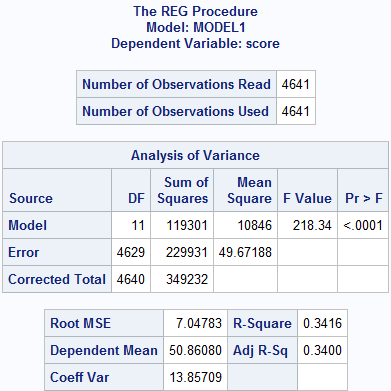 The REG Procedure
Model: MODEL1
Dependent Variable: score
Number of Observations Read 4641
Number of Observations Used 4641
Analysis of Variance
Source DF Sum of Squares Mean Square F Value Pr > F
Model 11 119301 10846 218.34 <.0001
Error 4629 229931 49.67188
Corrected Total 4640 349232
Root MSE 7.04783 R-Square 0.3416
Dependent Mean 50.86080 Adj R-Sq 0.3400
Coeff Var 13.85709